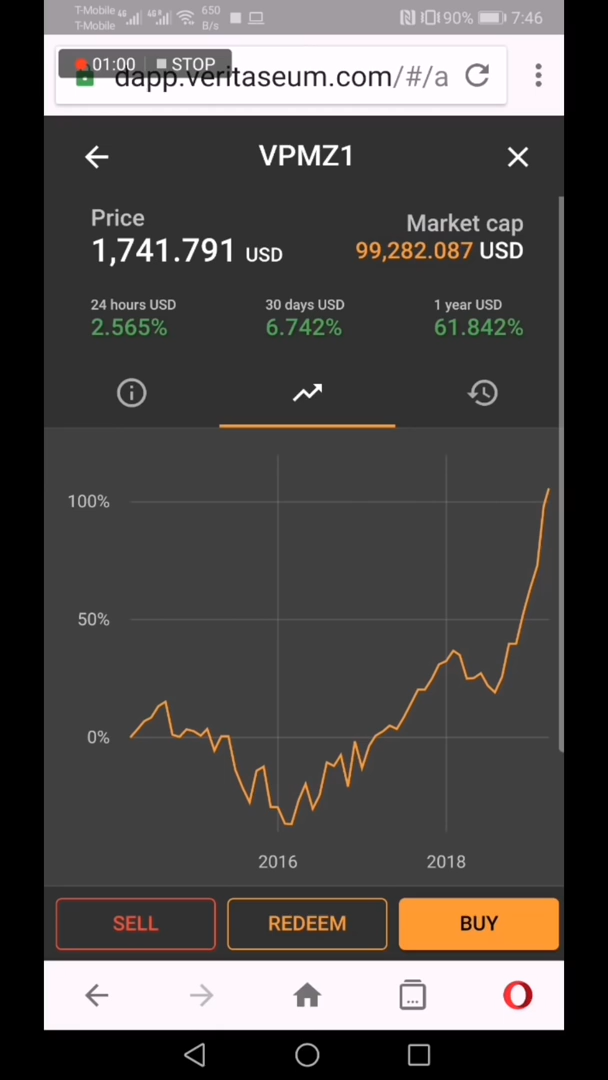 T-Mobile 4G 4G R 650
T-Mobile B/s 90% 7:46
01:00 STOP
dapp.veritaseum.com/#/a
VPMZ1
Price Market cap
1,741.791 USD 99,282.087 USD
24 hours USD 30 days USD 1 year USD
2.565% 6.742% 61.842%
100%
50%
0%
2016 2018
SELL REDEEM BUY